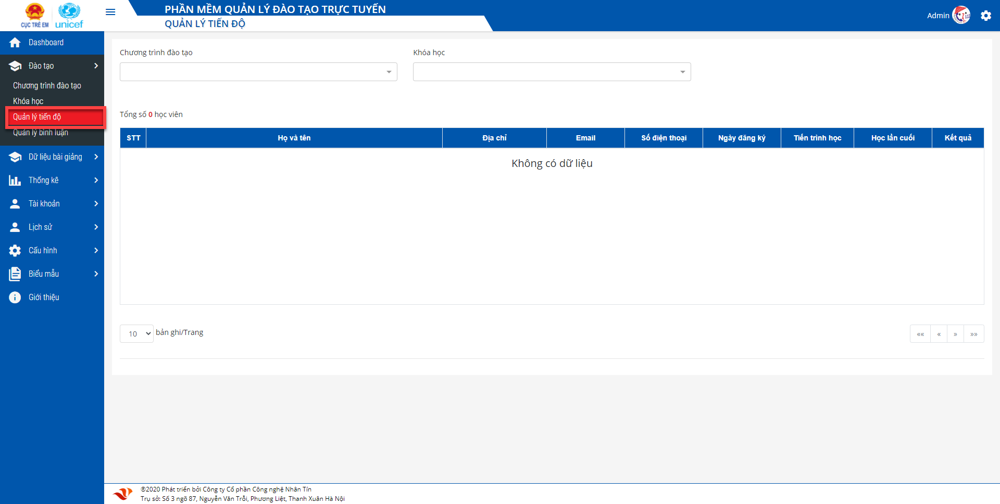 CỤC TRẺ EM
unicef
PHẦN MỀM QUẢN LÝ ĐÀO TẠO TRỰC TUYẾN
QUẢN LÝ TIẾN ĐỘ
Admin
Dashboard
Đào tạo
Chương trình đào tạo
Khóa học
Quản lý tiến độ
Quản lý bình luận
Dữ liệu bài giảng
Thống kê
Tài khoản
Lịch sử
Cấu hình
Biểu mẫu
Giới thiệu
Chương trình đào tạo
Khóa học
Tổng số 0 học viên
STT Họ và tên Địa chỉ Email Số điện thoại Ngày đăng ký Tiến trình học Học lần cuối Kết quả
Không có dữ liệu
10 bản ghi/Trang
«« « » »»
®2020 Phát triển bởi Công ty Cổ phần Công nghệ Nhân Tín
Trụ sở: Số 3 ngõ 87, Nguyễn Văn Trỗi, Phương Liệt, Thanh Xuân Hà Nội